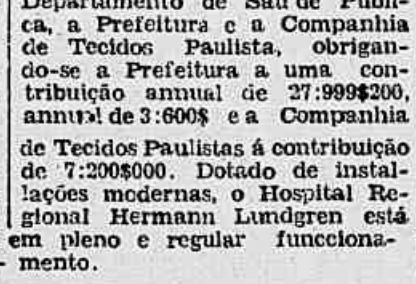 Departamento de Saúde Publi-
ca, a Prefeitura e a Companhia
de Tecidos Paulista, obrigan-
do-se a Prefeitura a uma con-
tribuição annual de 27:999$200,
annual de 3:600$ e a Companhia
de Tecidos Paulistas á contribuição
de 7:200$000. Dotado de instal-
lações modernas, o Hospital Re-
gional Hermann Lundgren está
em pleno e regular funcciona-
- mento.